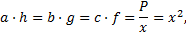 a · h = b · g = c · f = P/x = x²,